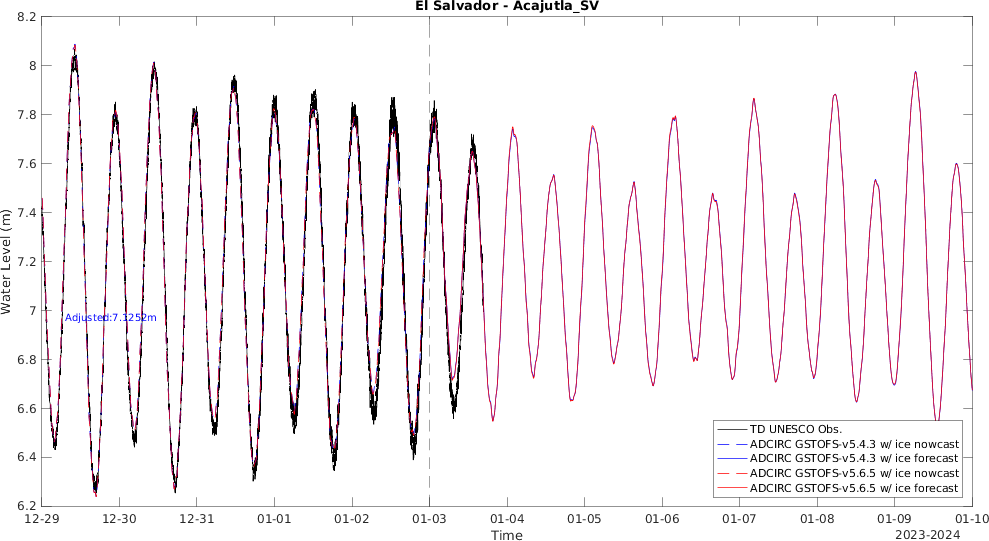 El Salvador - Acajutla_SV
8.2
8
7.8
7.6
7.4
7.2
7
6.8
6.6
6.4
6.2
Water Level (m)
Adjusted:7.1252m
TD UNESCO Obs.
ADCIRC GSTOFS-v5.4.3 w/ ice nowcast
ADCIRC GSTOFS-v5.4.3 w/ ice forecast
ADCIRC GSTOFS-v5.6.5 w/ ice nowcast
ADCIRC GSTOFS-v5.6.5 w/ ice forecast
12-29 12-30 12-31 01-01 01-02 01-03 01-04 01-05 01-06 01-07 01-08 01-09 01-10
Time
2023-2024